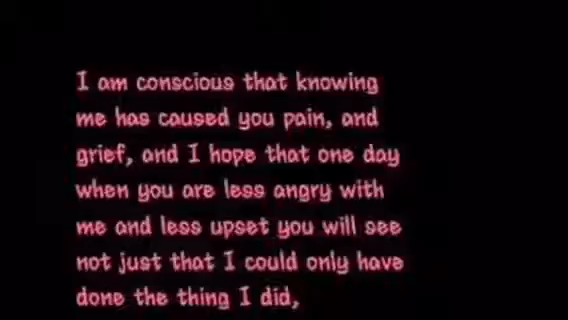 I am conscious that knowing
me has caused you pain, and
grief, and I hope that one day
when you are less angry with
me and less upset you will see
not just that I could only have
done the thing I did,